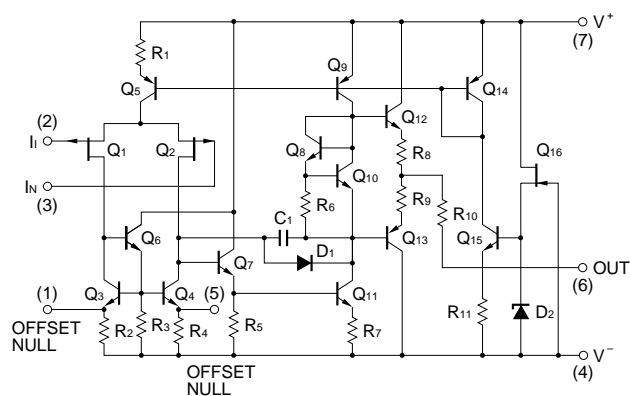 V+
(7)
R1
Q5
Q9
Q14
Q12
(2)
II
Q1
Q2
Q8
R8
Q16
Q10
IN
(3)
R6
R9
R10
C1
Q6
Q13
Q15
Q7
D1
OUT
(6)
(1)
Q3
Q4
(5)
Q11
OFFSET
NULL
R2
R3
R4
R5
R7
R11
D2
V−
(4)
OFFSET
NULL